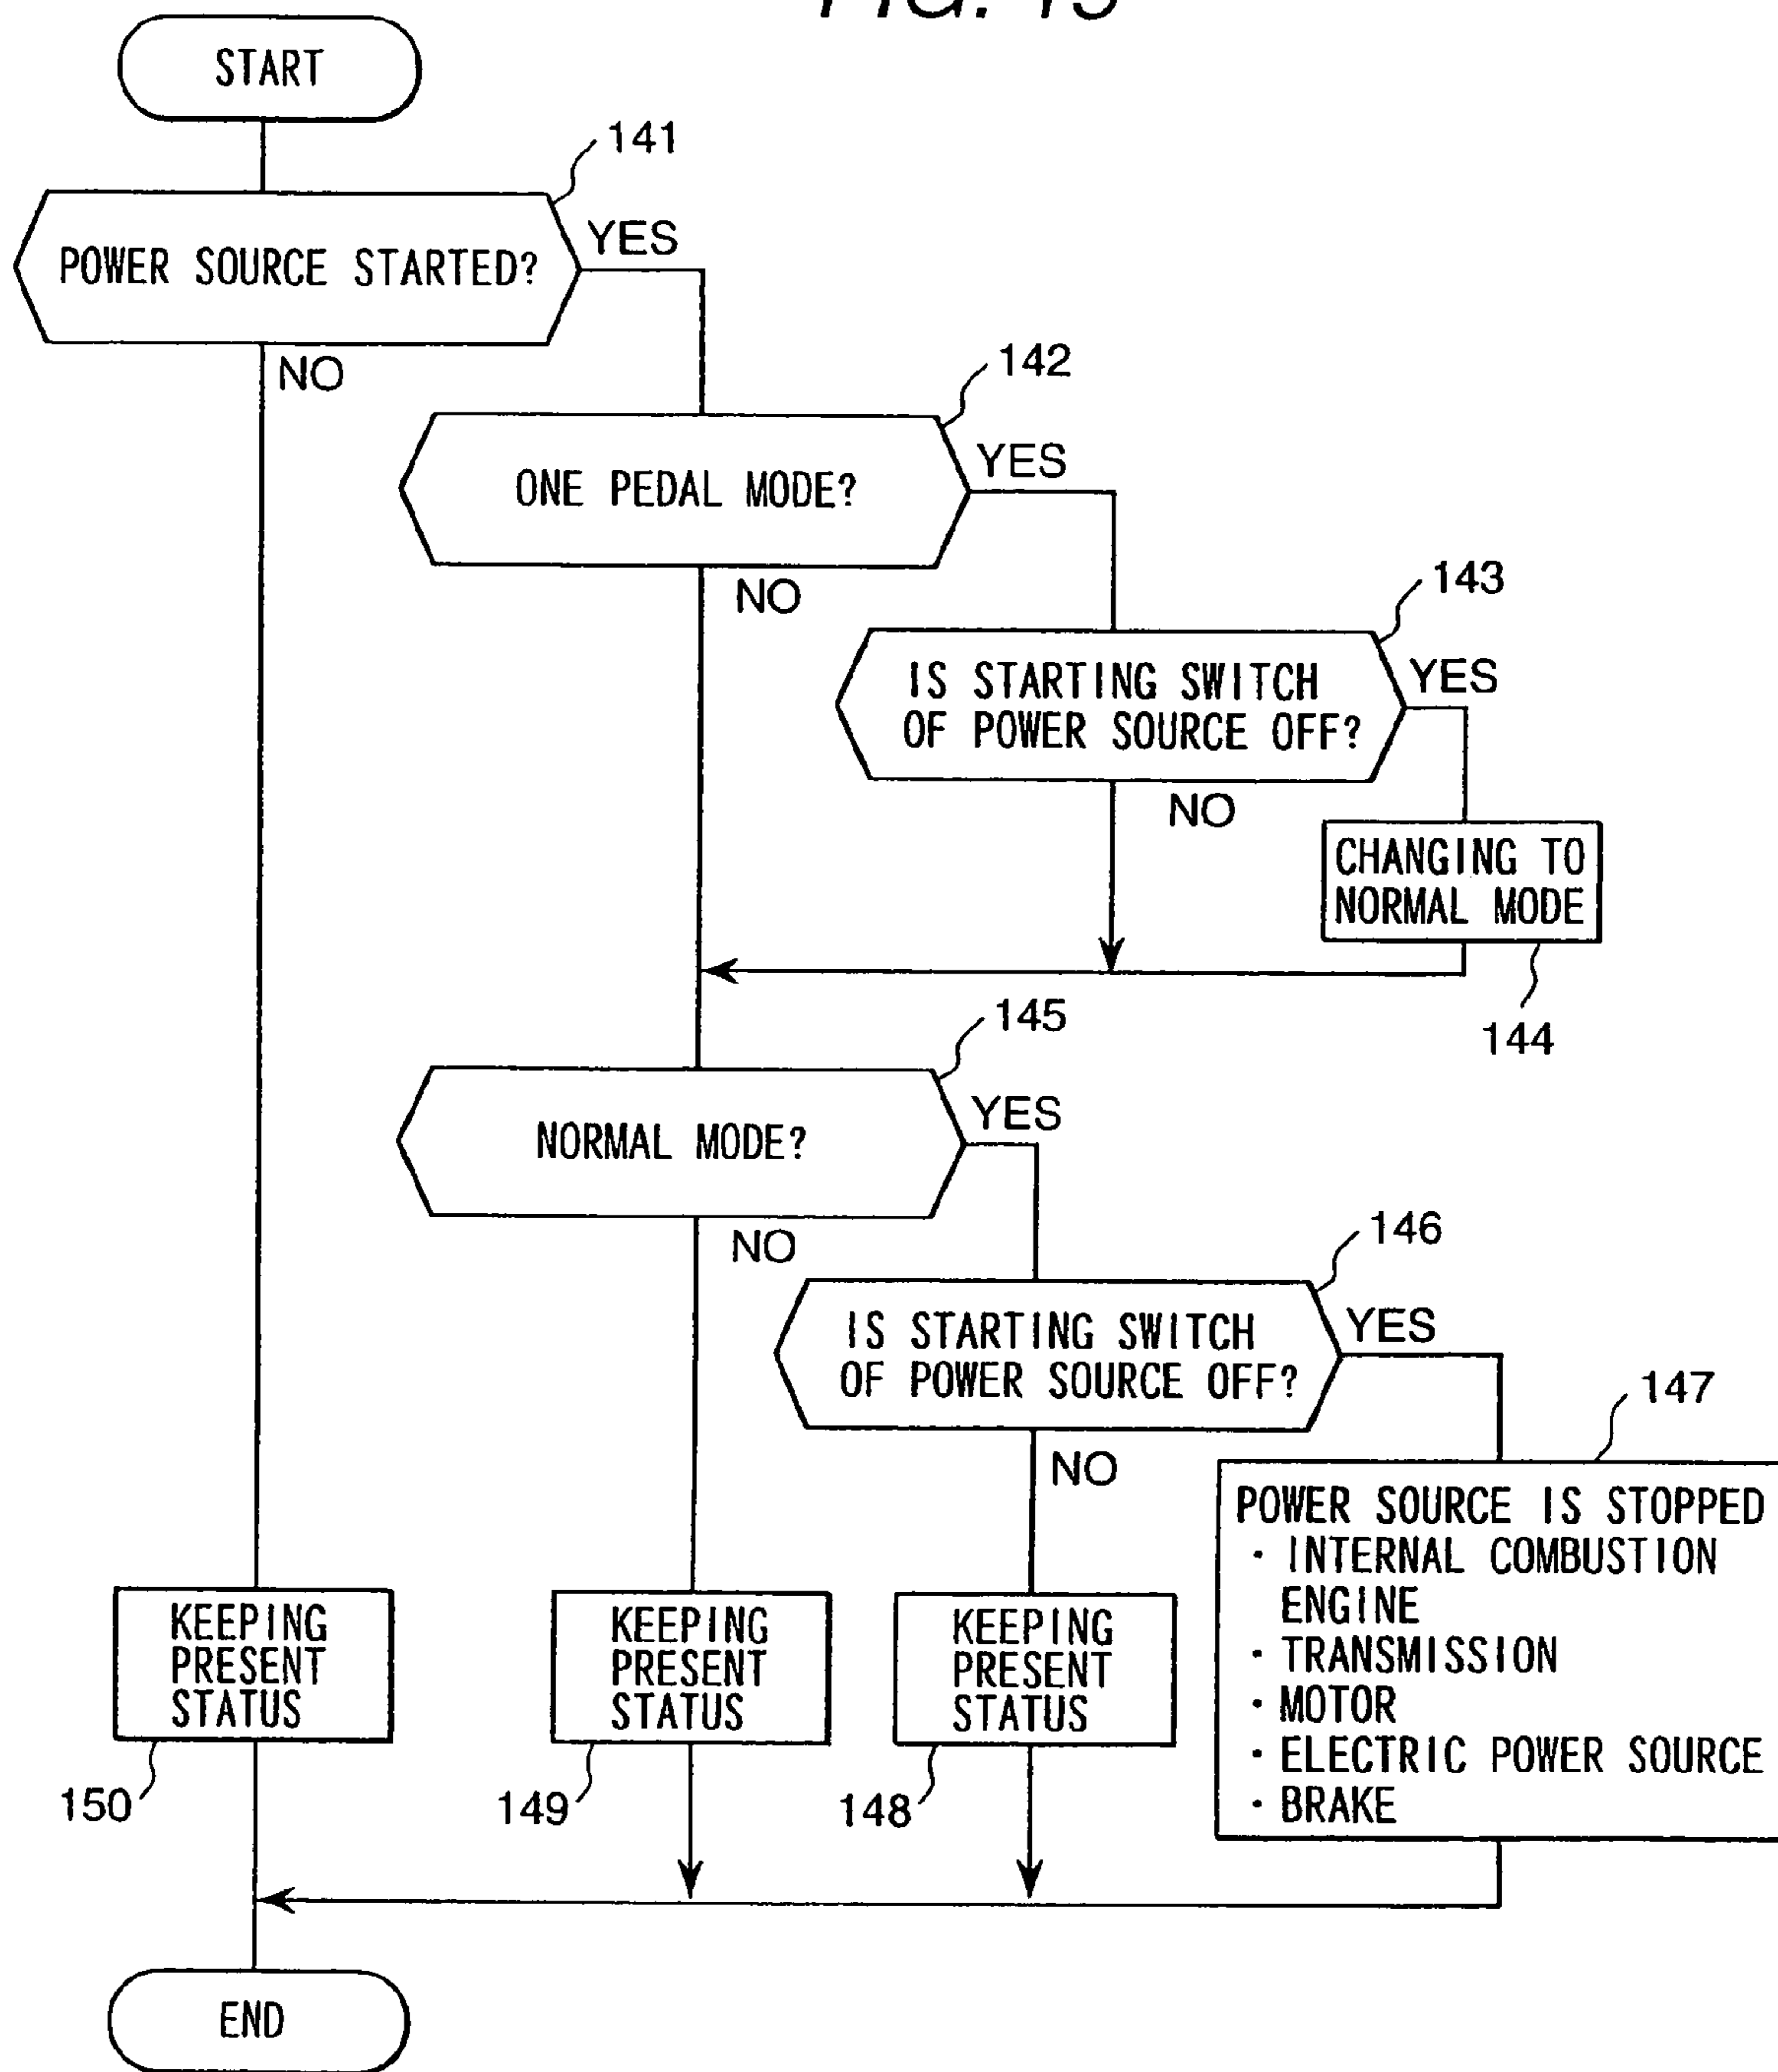 START
141
POWER SOURCE STARTED?
YES
NO
142
ONE PEDAL MODE?
YES
NO
143
IS STARTING SWITCH
OF POWER SOURCE OFF?
YES
NO
CHANGING TO
NORMAL MODE
144
145
NORMAL MODE?
YES
NO
146
IS STARTING SWITCH
OF POWER SOURCE OFF?
YES
NO
147
POWER SOURCE IS STOPPED
· INTERNAL COMBUSTION
ENGINE
· TRANSMISSION
· MOTOR
· ELECTRIC POWER SOURCE
· BRAKE
KEEPING
PRESENT
STATUS
150
KEEPING
PRESENT
STATUS
149
KEEPING
PRESENT
STATUS
148
END